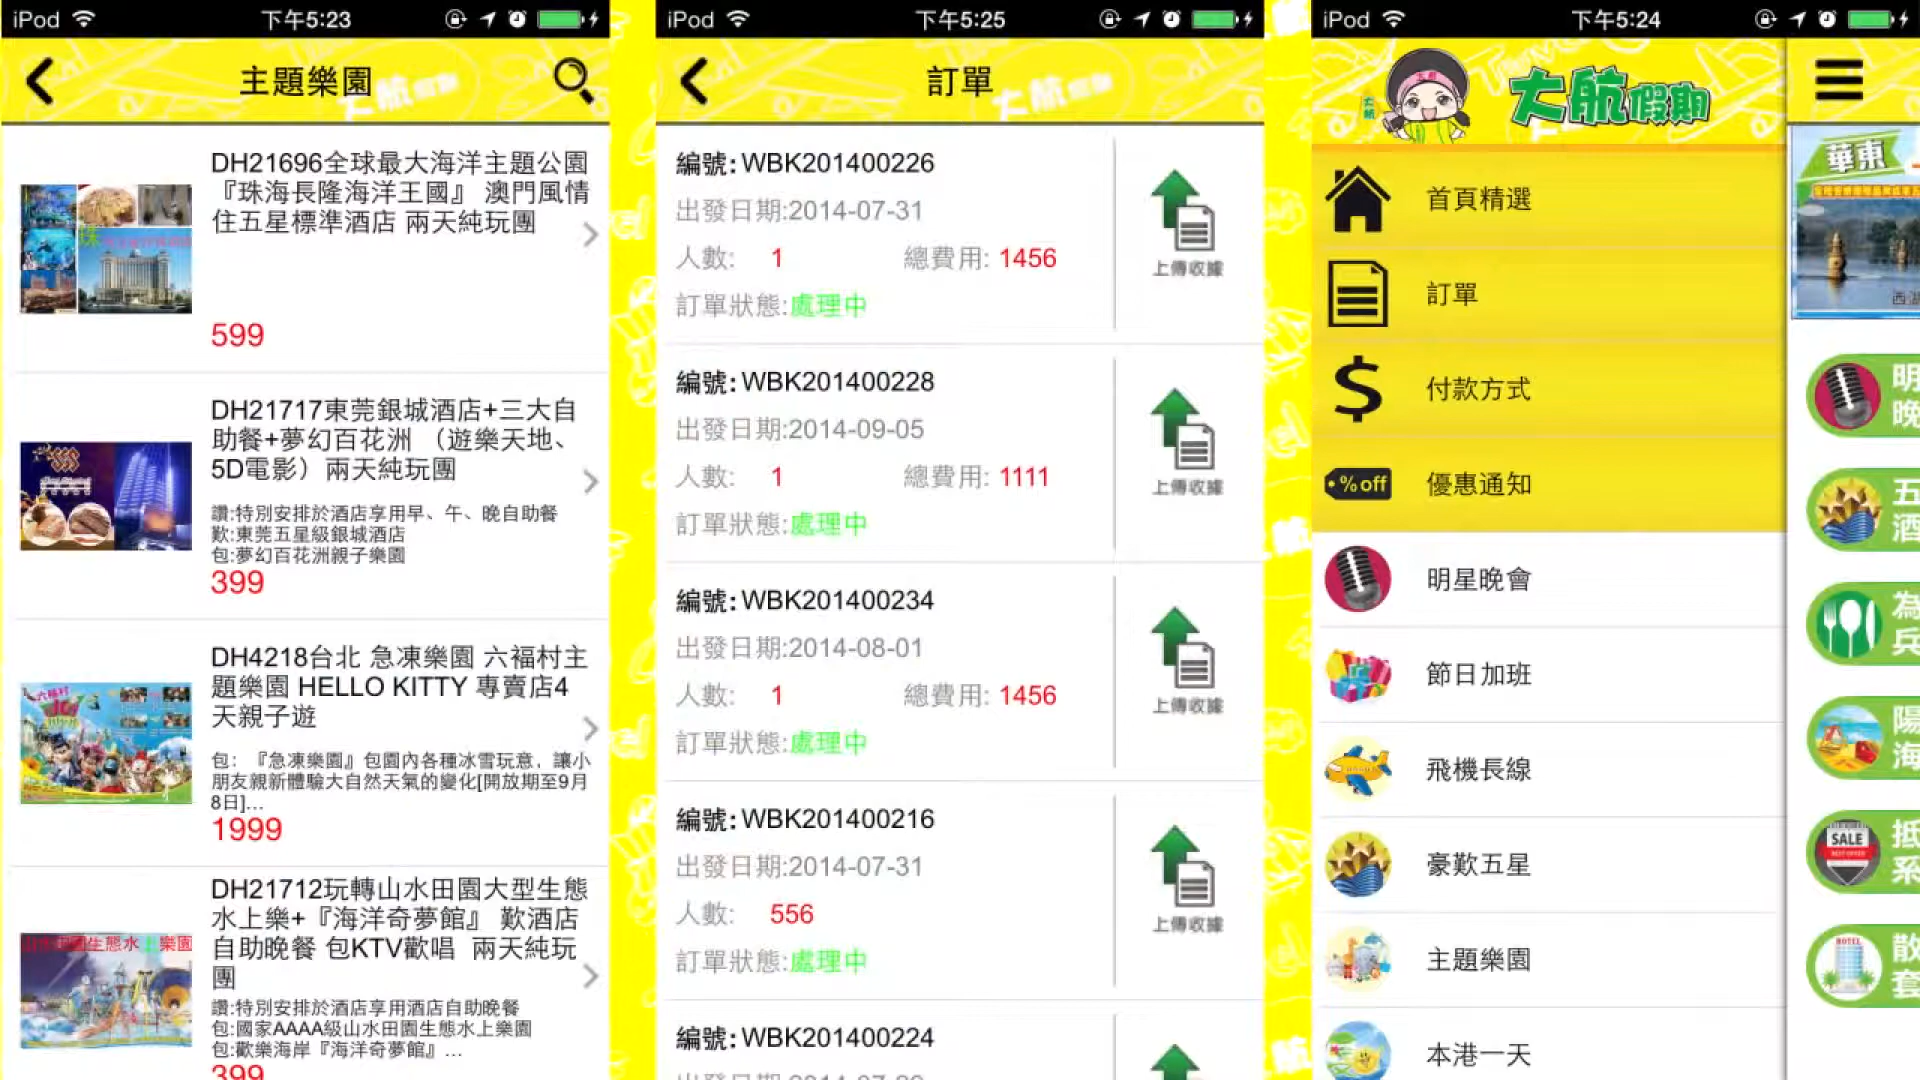 iPod
下午5:23
主題樂園
DH21696全球最大海洋主題公園
『珠海長隆海洋王國』 澳門風情
住五星標準酒店 兩天純玩團
599
DH21717東莞銀城酒店+三大自
助餐+夢幻百花洲 （遊樂天地、
5D電影）兩天純玩團
讚:特別安排於酒店享用早、午、晚自助餐
歎:東莞五星級銀城酒店
包:夢幻百花洲親子樂園
399
DH4218台北 急凍樂園 六福村主
題樂園 HELLO KITTY 專賣店4
天親子遊
包：『急凍樂園』包園內各種冰雪玩意，讓小
朋友親新體驗大自然天氣的變化[開放期至9月
8日]...
1999
DH21712玩轉山水田園大型生態
水上樂+『海洋奇夢館』 歎酒店
自助晚餐 包KTV歡唱 兩天純玩
團
讚:特別安排於酒店享用酒店自助晚餐
包:國家AAAA級山水田園生態水上樂園
包:歡樂海岸『海洋奇夢館』...
399
iPod
下午5:25
訂單
編號:WBK201400226
出發日期:2014-07-31
人數: 1 總費用: 1456
訂單狀態:處理中
上傳收據
編號:WBK201400228
出發日期:2014-09-05
人數: 1 總費用: 1111
訂單狀態:處理中
上傳收據
編號:WBK201400234
出發日期:2014-08-01
人數: 1 總費用: 1456
訂單狀態:處理中
上傳收據
編號:WBK201400216
出發日期:2014-07-31
人數: 556
訂單狀態:處理中
上傳收據
編號:WBK201400224
iPod
下午5:24
大航假期
首頁精選
訂單
付款方式
%off 優惠通知
明星晚會
節日加班
飛機長線
豪歎五星
主題樂園
本港一天
華東
西湖
明
晚
五
酒
為
兵
陽
海
SALE
抵
系
HOTEL
散
套